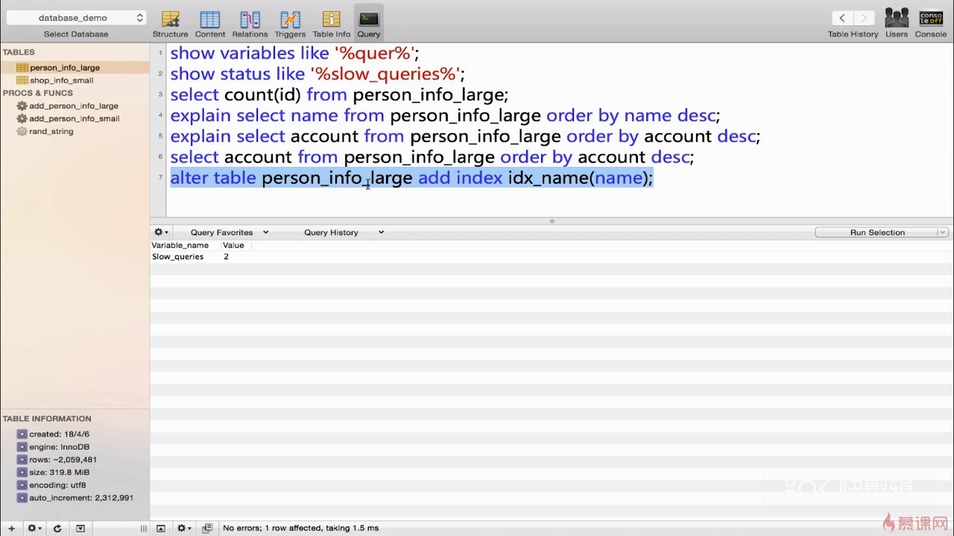 database_demo
Select Database
Structure
Content
Relations
Triggers
Table Info
Query
Table History
Users
console off
Console
TABLES
person_info_large
shop_info_small
PROCS & FUNCS
add_person_info_large
add_person_info_small
rand_string
1 show variables like '%quer%';
2 show status like '%slow_queries%';
3 select count(id) from person_info_large;
4 explain select name from person_info_large order by name desc;
5 explain select account from person_info_large order by account desc;
6 select account from person_info_large order by account desc;
7 alter table person_info_large add index idx_name(name);
Query Favorites
Query History
Run Selection
Variable_name Value
Slow_queries 2
TABLE INFORMATION
created: 18/4/6
engine: InnoDB
rows: ~2,059,481
size: 319.8 MiB
encoding: utf8
auto_increment: 2,312,991
No errors; 1 row affected, taking 1.5 ms
慕课网